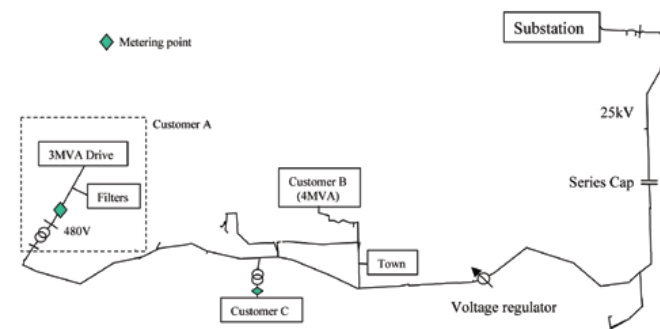 Substation
Metering point
25kV
Customer A
3MVA Drive
Series Cap
Customer B
(4MVA)
Filters
480V
Town
Customer C
Voltage regulator